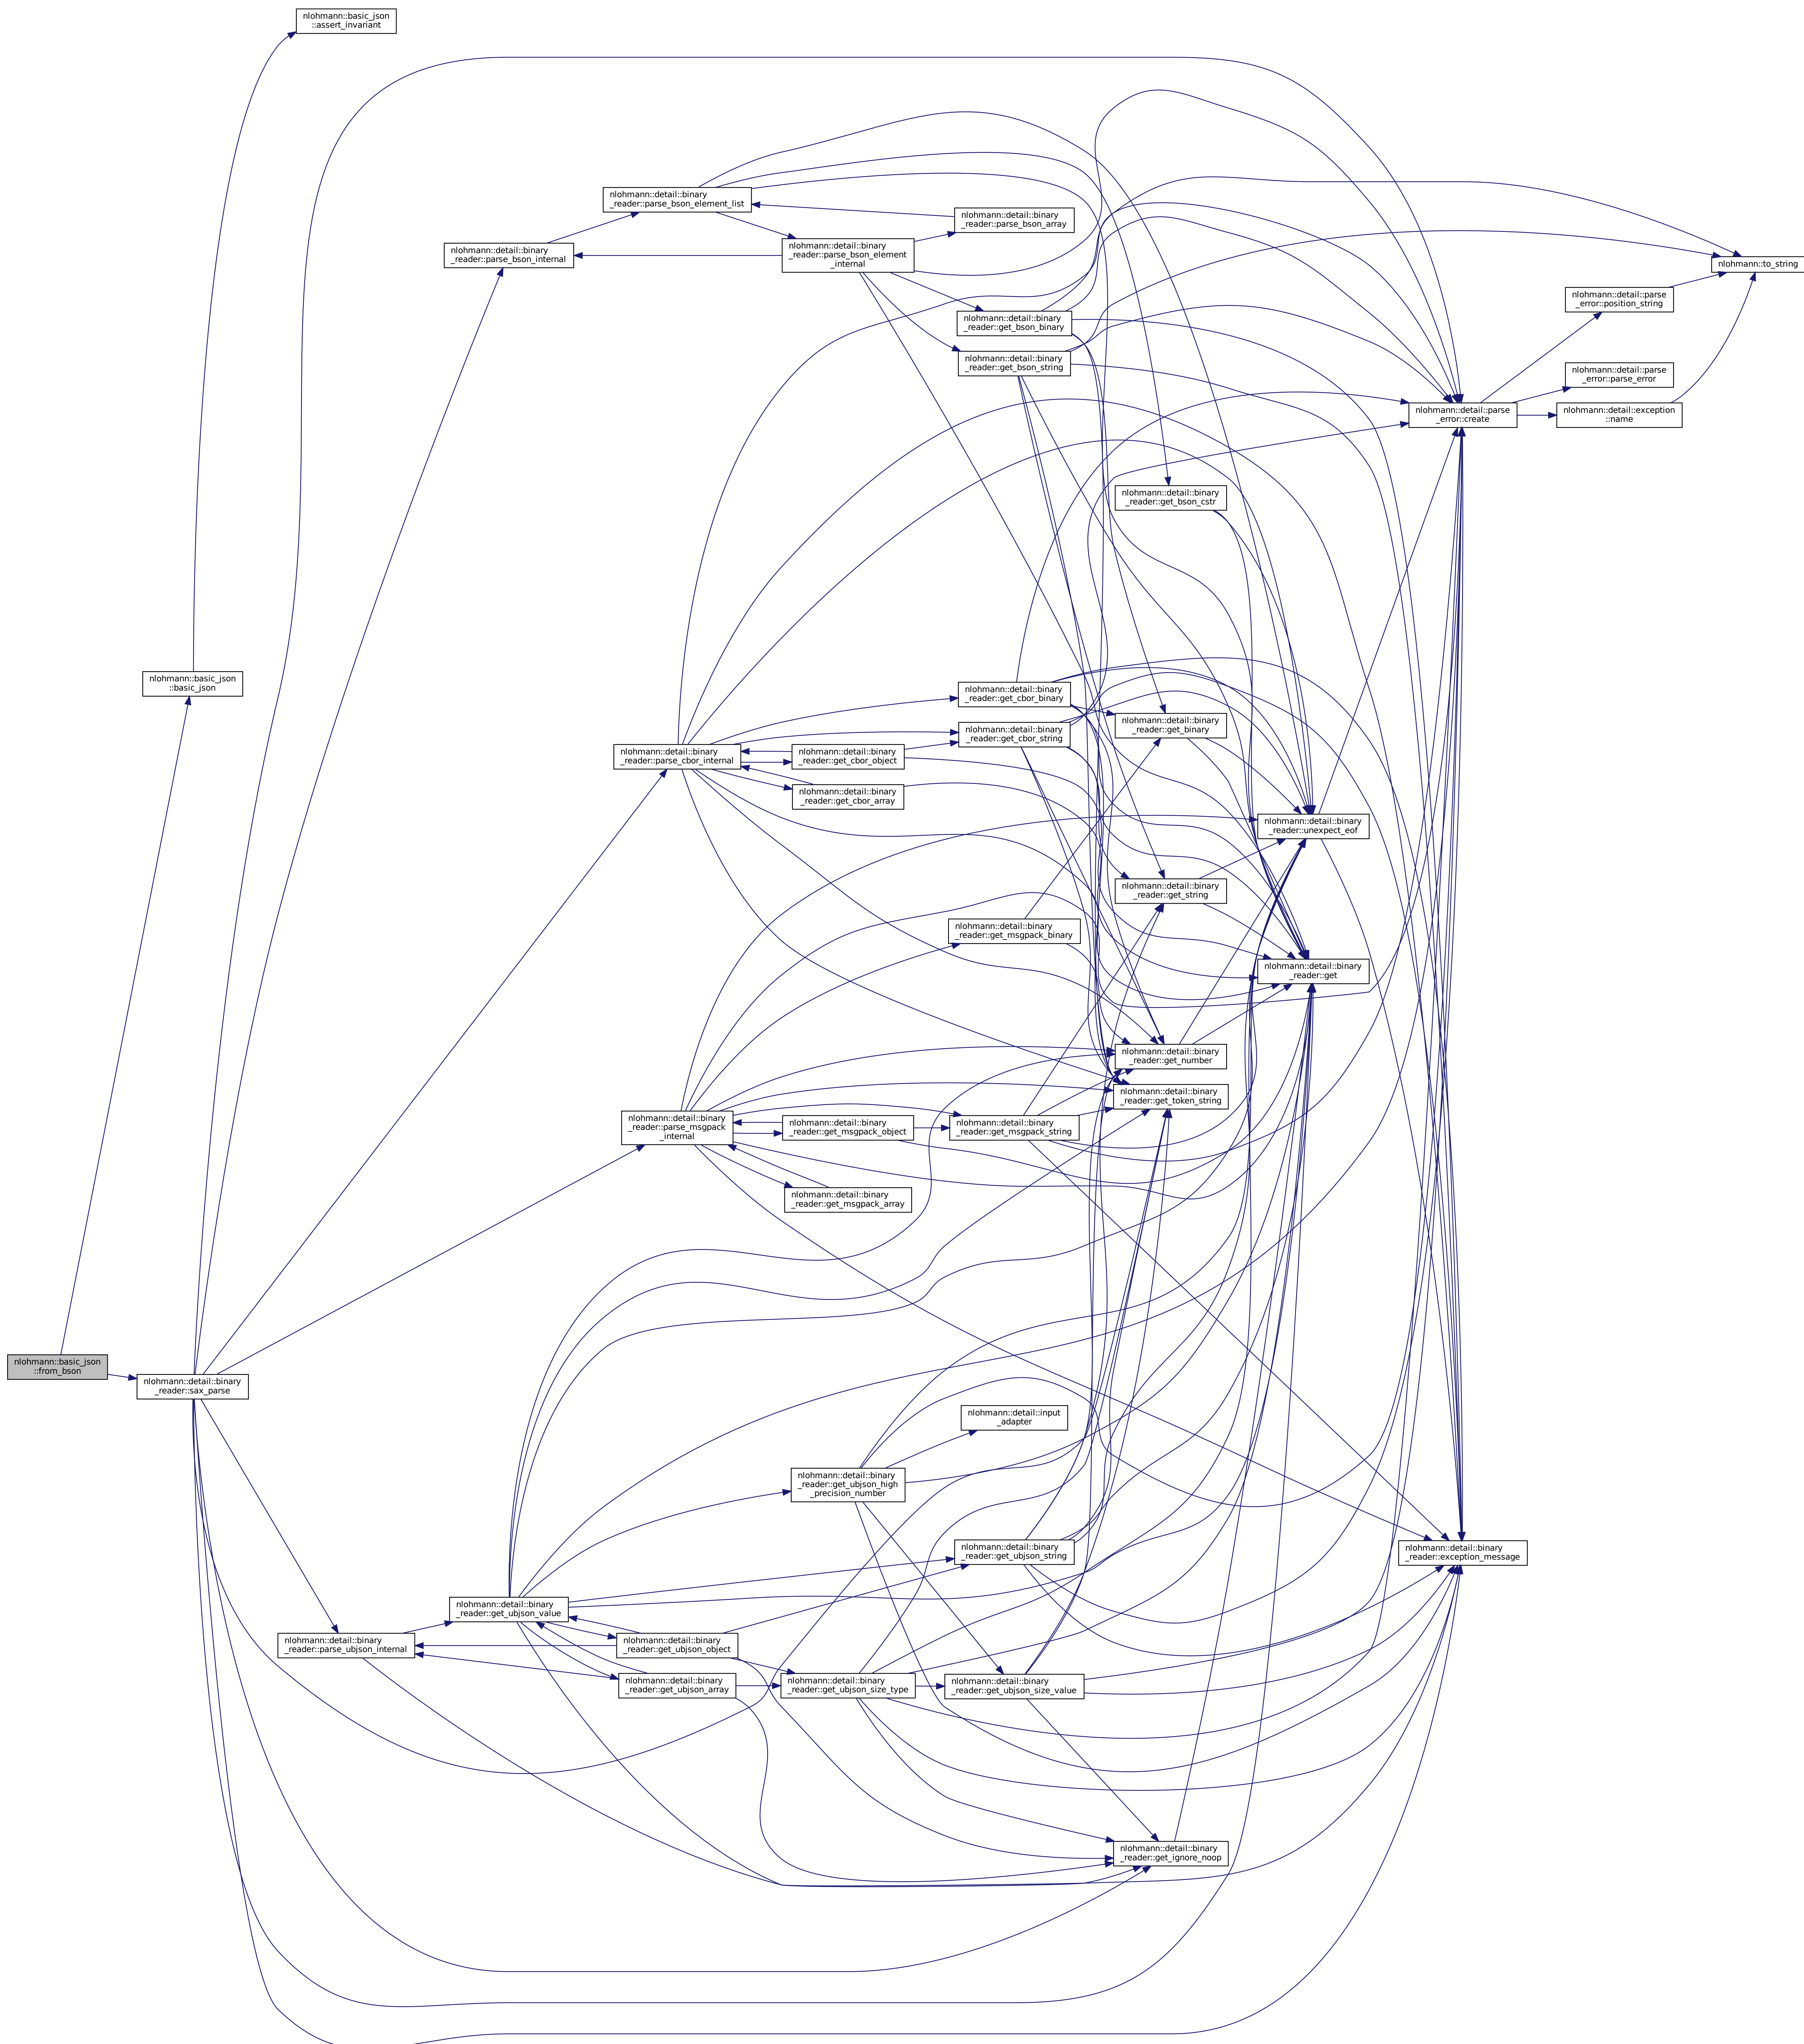 nlohmann::basic_json
::assert_invariant
nlohmann::detail::binary
_reader::parse_bson_element_list
nlohmann::detail::binary
_reader::parse_bson_array
nlohmann::detail::binary
_reader::parse_bson_internal
nlohmann::detail::binary
_reader::parse_bson_element
_internal
nlohmann::to_string
nlohmann::detail::parse
_error::position_string
nlohmann::detail::binary
_reader::get_bson_binary
nlohmann::detail::binary
_reader::get_bson_string
nlohmann::detail::parse
_error::parse_error
nlohmann::detail::parse
_error::create
nlohmann::detail::exception
::name
nlohmann::detail::binary
_reader::get_bson_cstr
nlohmann::basic_json
::basic_json
nlohmann::detail::binary
_reader::get_cbor_binary
nlohmann::detail::binary
_reader::get_binary
nlohmann::detail::binary
_reader::get_cbor_string
nlohmann::detail::binary
_reader::parse_cbor_internal
nlohmann::detail::binary
_reader::get_cbor_object
nlohmann::detail::binary
_reader::get_cbor_array
nlohmann::detail::binary
_reader::unexpect_eof
nlohmann::detail::binary
_reader::get_string
nlohmann::detail::binary
_reader::get_msgpack_binary
nlohmann::detail::binary
_reader::get
nlohmann::detail::binary
_reader::get_number
nlohmann::detail::binary
_reader::get_token_string
nlohmann::detail::binary
_reader::parse_msgpack
_internal
nlohmann::detail::binary
_reader::get_msgpack_object
nlohmann::detail::binary
_reader::get_msgpack_string
nlohmann::detail::binary
_reader::get_msgpack_array
nlohmann::basic_json
::from_bson
nlohmann::detail::binary
_reader::sax_parse
nlohmann::detail::input
_adapter
nlohmann::detail::binary
_reader::get_ubjson_high
_precision_number
nlohmann::detail::binary
_reader::get_ubjson_string
nlohmann::detail::binary
_reader::exception_message
nlohmann::detail::binary
_reader::get_ubjson_value
nlohmann::detail::binary
_reader::parse_ubjson_internal
nlohmann::detail::binary
_reader::get_ubjson_object
nlohmann::detail::binary
_reader::get_ubjson_array
nlohmann::detail::binary
_reader::get_ubjson_size_type
nlohmann::detail::binary
_reader::get_ubjson_size_value
nlohmann::detail::binary
_reader::get_ignore_noop